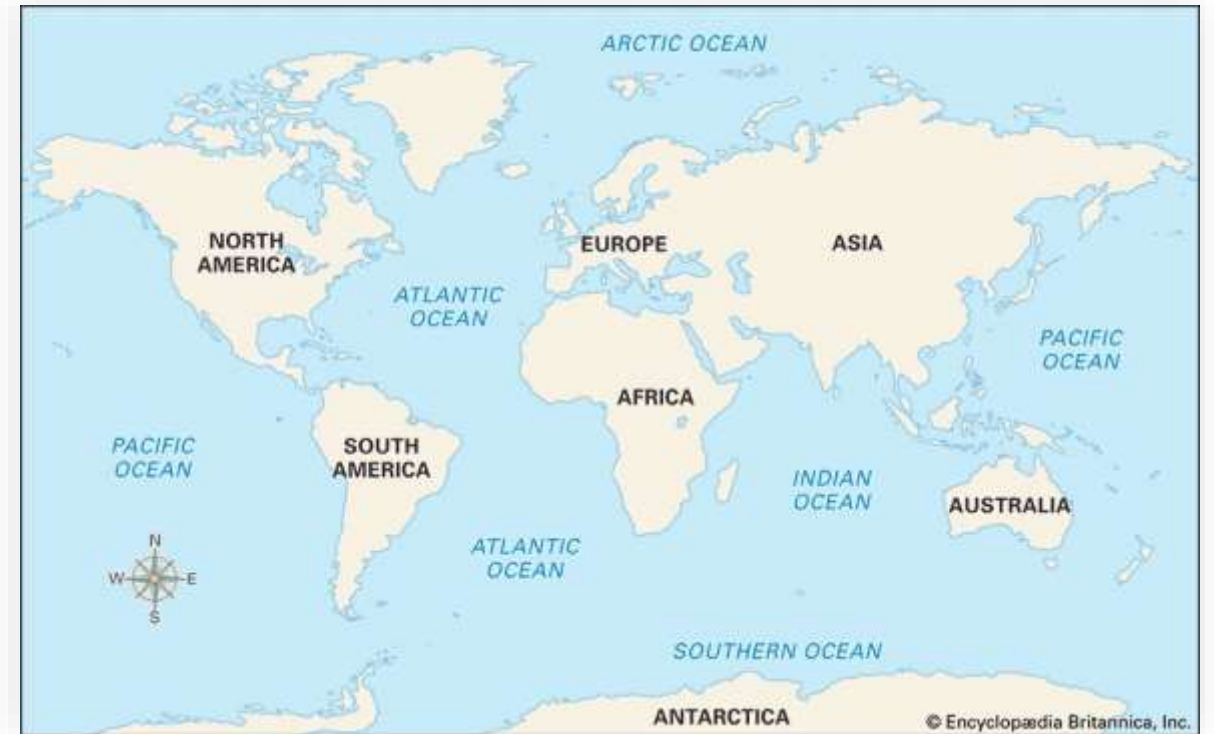 ARCTIC OCEAN
NORTH
AMERICA
EUROPE
ASIA
ATLANTIC
OCEAN
PACIFIC
OCEAN
AFRICA
PACIFIC
OCEAN
SOUTH
AMERICA
INDIAN
OCEAN
AUSTRALIA
ATLANTIC
OCEAN
N
W
E
S
SOUTHERN OCEAN
ANTARCTICA
© Encyclopædia Britannica, Inc.